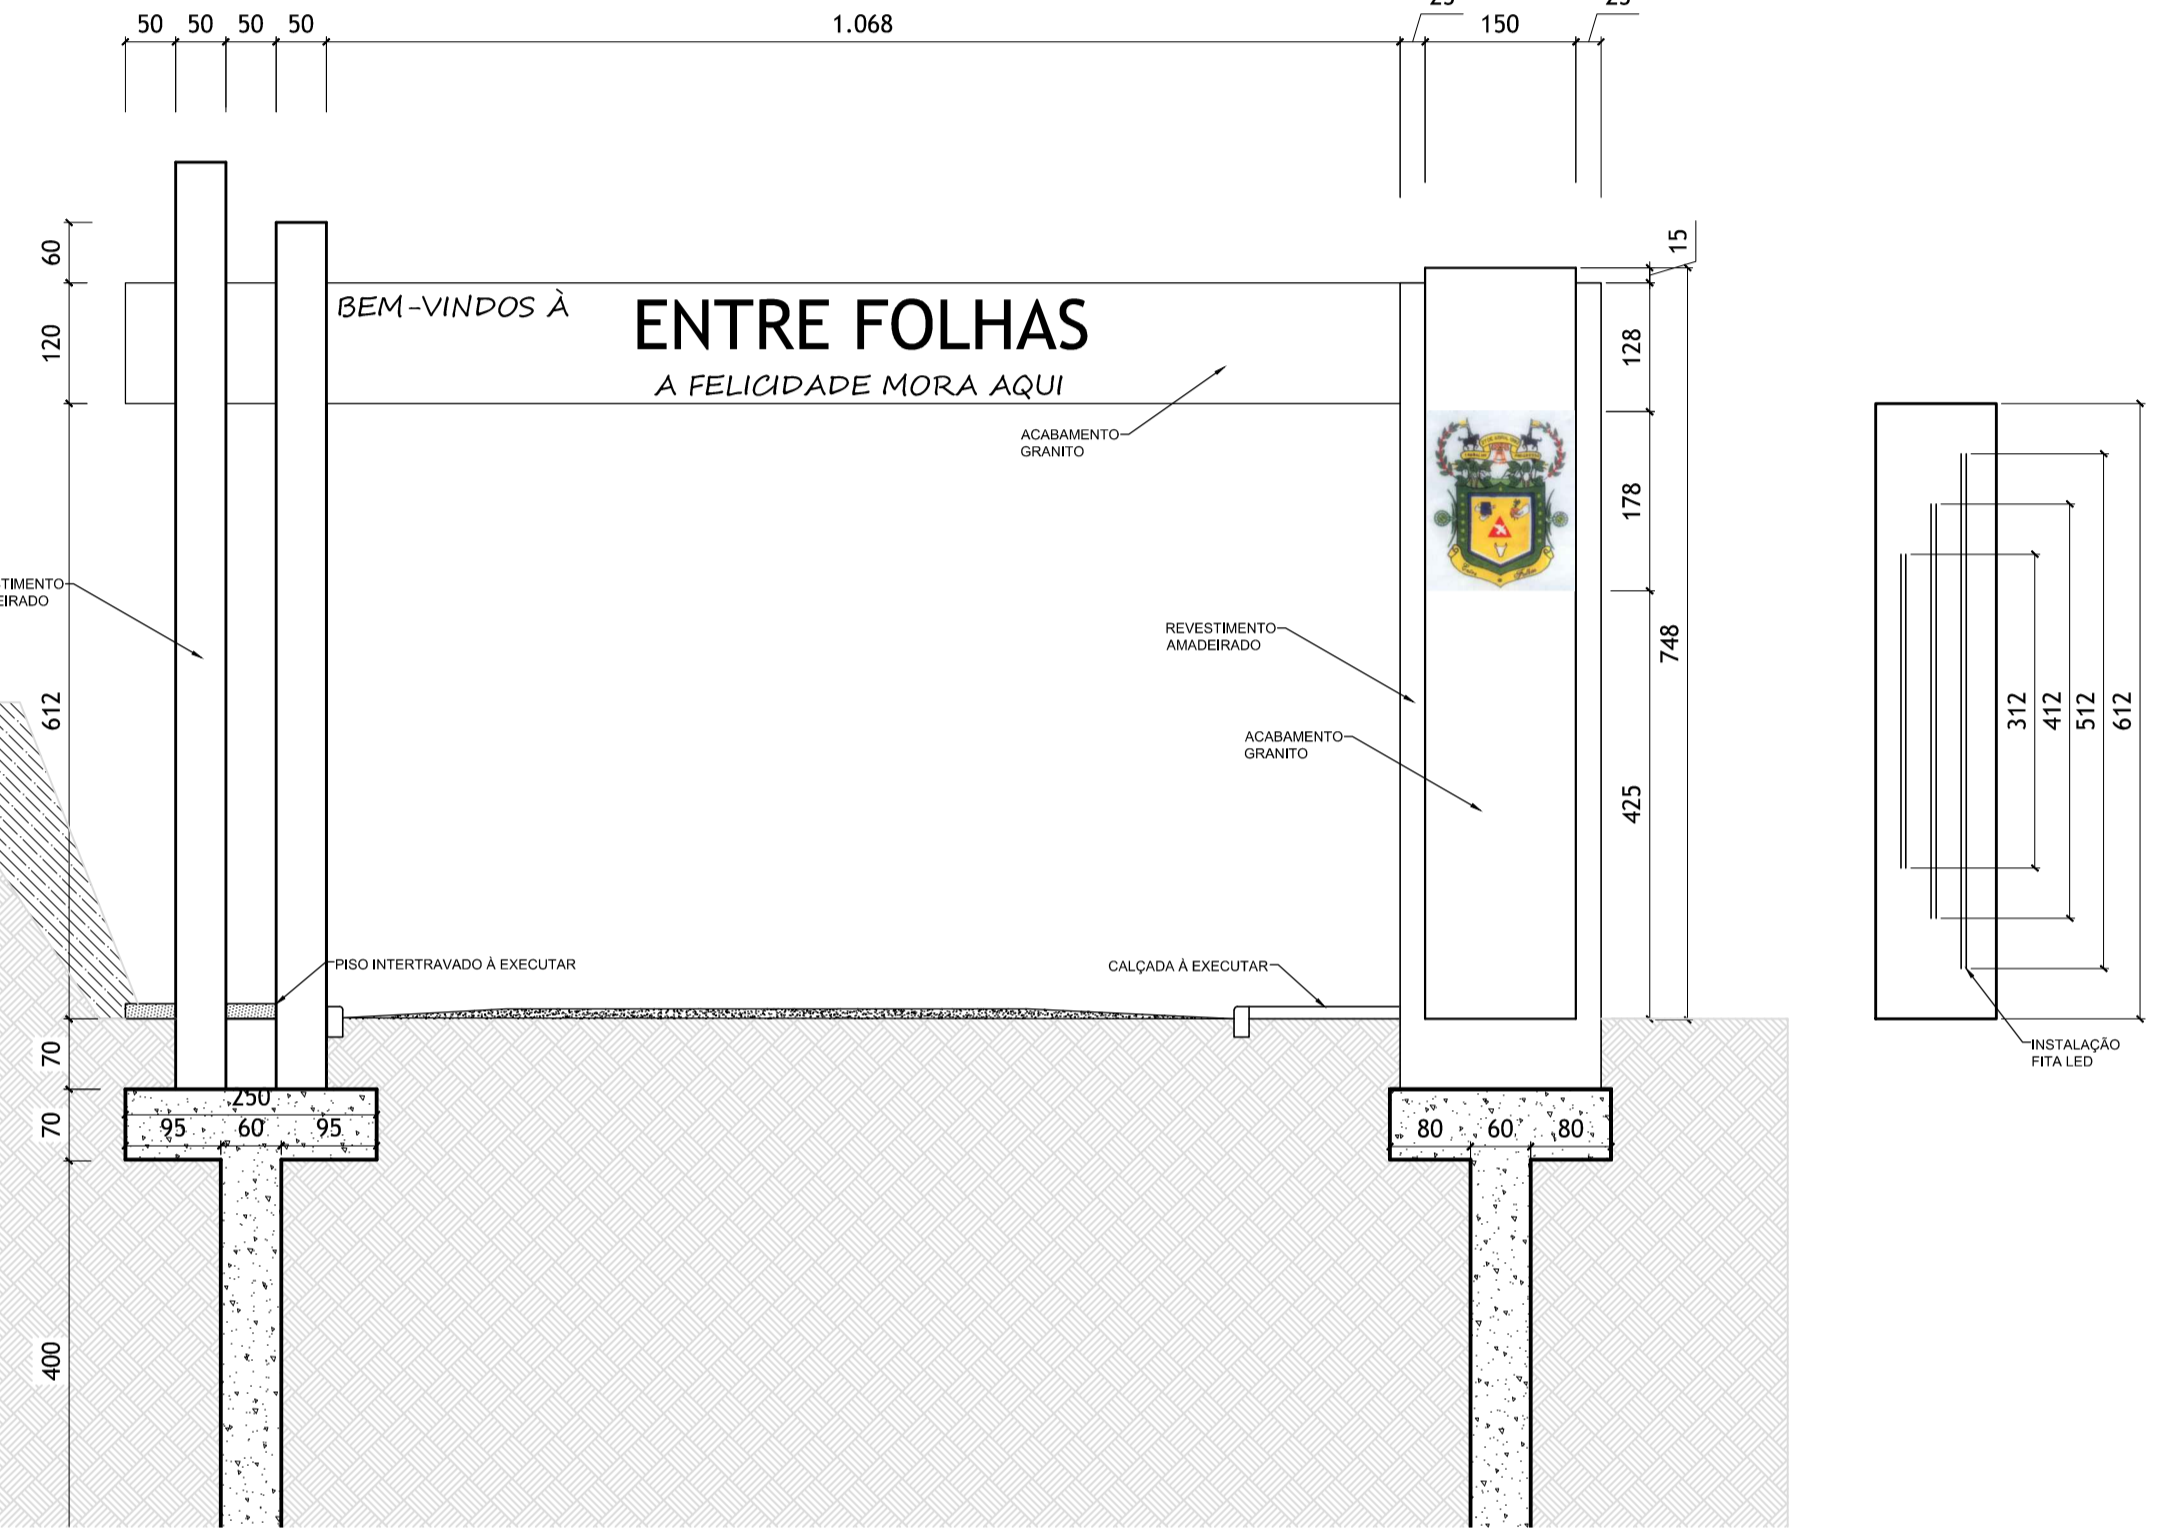 50 50 50 50 1.068 25 150 25
60
120
612
70
70
400
BEM-VINDOS À
ENTRE FOLHAS
A FELICIDADE MORA AQUI
ACABAMENTO
GRANITO
15
128
178
748
425
REVESTIMENTO
AMADEIRADO
ACABAMENTO
GRANITO
TIMENTO
EIRADO
PISO INTERTRAVADO À EXECUTAR
CALÇADA À EXECUTAR
250
95 60 95
80 60 80
312
412
512
612
INSTALAÇÃO
FITA LED